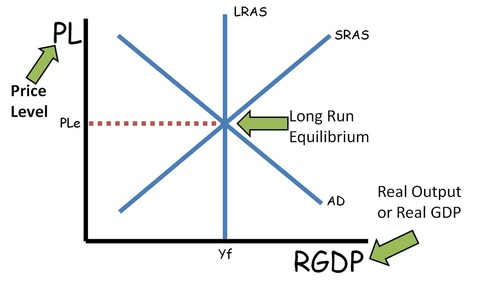 LRAS
PL
SRAS
Price
Level
PLe
Long Run
Equilibrium
Real Output
or Real GDP
AD
Yf
RGDP